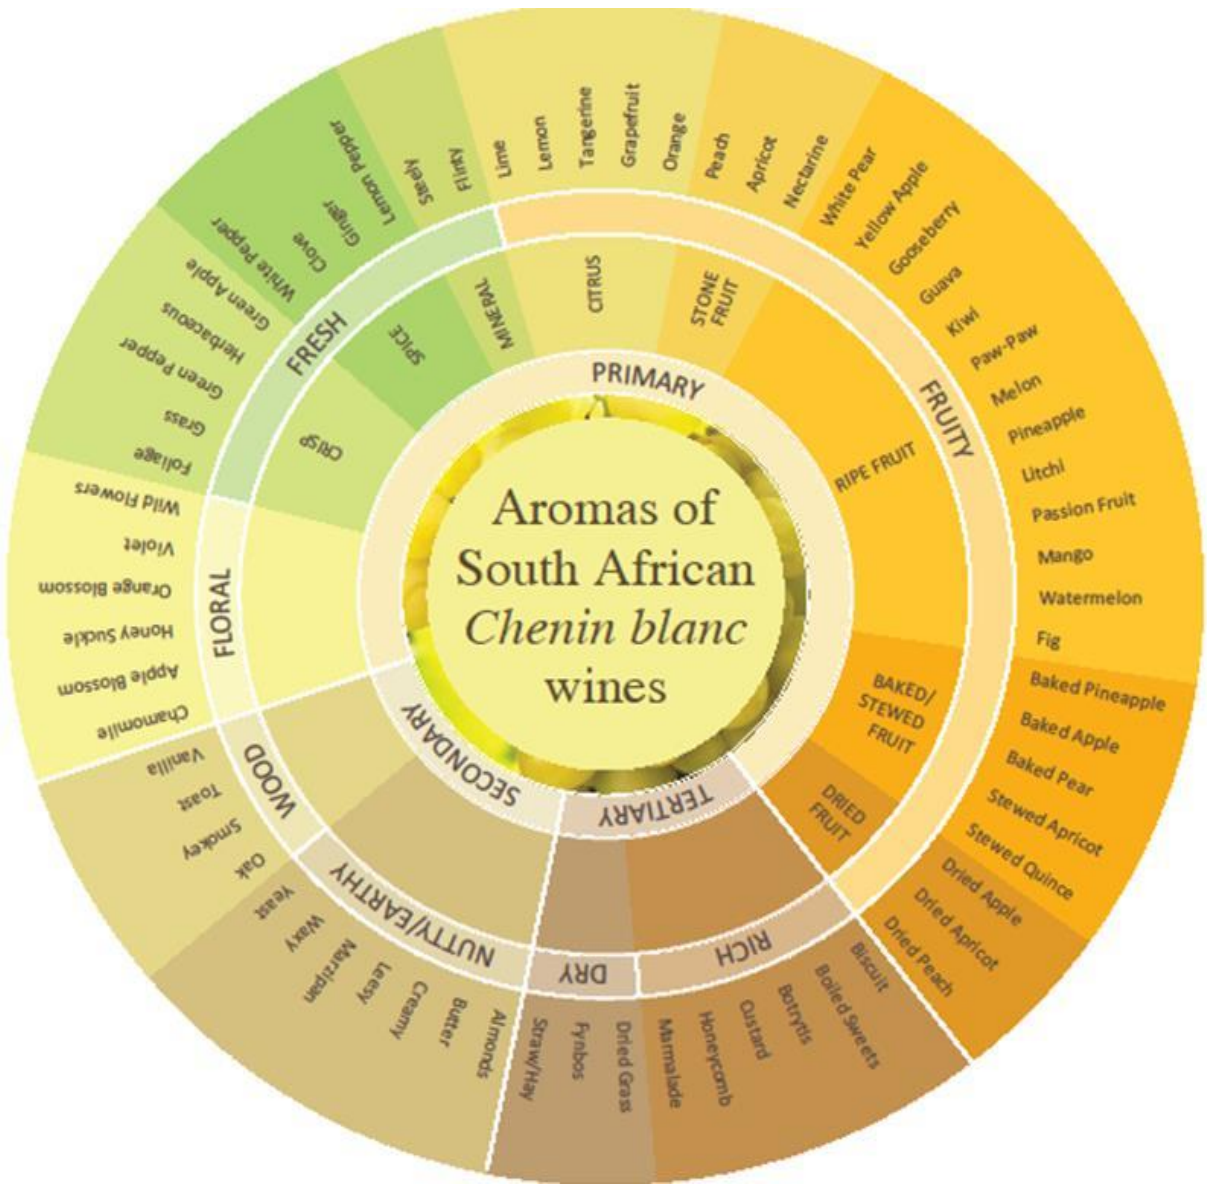 Aromas of
South African
Chenin blanc
wines
PRIMARY
SECONDARY
TERTIARY
FRUITY
FRESH
FLORAL
WOOD
NUTTY/EARTHY
DRY
RICH
CITRUS
STONE
FRUIT
RIPE FRUIT
BAKED/
STEWED
FRUIT
DRIED
FRUIT
CRISP
SPICE
MINERAL
Lime
Lemon
Tangerine
Grapefruit
Orange
Peach
Apricot
Nectarine
White Pear
Yellow Apple
Gooseberry
Guava
Kiwi
Paw-Paw
Melon
Pineapple
Litchi
Passion Fruit
Mango
Watermelon
Fig
Baked Pineapple
Baked Apple
Baked Pear
Stewed Apricot
Stewed Quince
Dried Apple
Dried Apricot
Dried Peach
Biscuit
Boiled Sweets
Botrytis
Custard
Honeycomb
Marmalade
Dried Grass
Fynbos
Straw/Hay
Almonds
Butter
Creamy
Leesy
Marzipan
Waxy
Yeast
Oak
Smokey
Toast
Vanilla
Chamomile
Apple Blossom
Honey Suckle
Orange Blossom
Violet
Wild Flowers
Foliage
Grass
Green Pepper
Herbaceous
Green Apple
White Pepper
Clove
Ginger
Lemon Pepper
Steely
Flinty